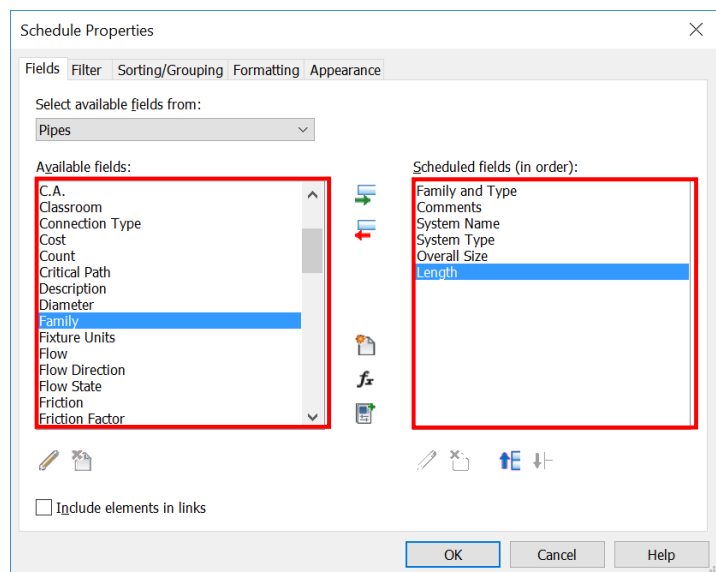 Schedule Properties
Fields Filter Sorting/Grouping Formatting Appearance
Select available fields from:
Pipes
Available fields:
C.A.
Classroom
Connection Type
Cost
Count
Critical Path
Description
Diameter
Family
Fixture Units
Flow
Flow Direction
Flow State
Friction
Friction Factor
Scheduled fields (in order):
Family and Type
Comments
System Name
System Type
Overall Size
Length
fx
Include elements in links
OK Cancel Help